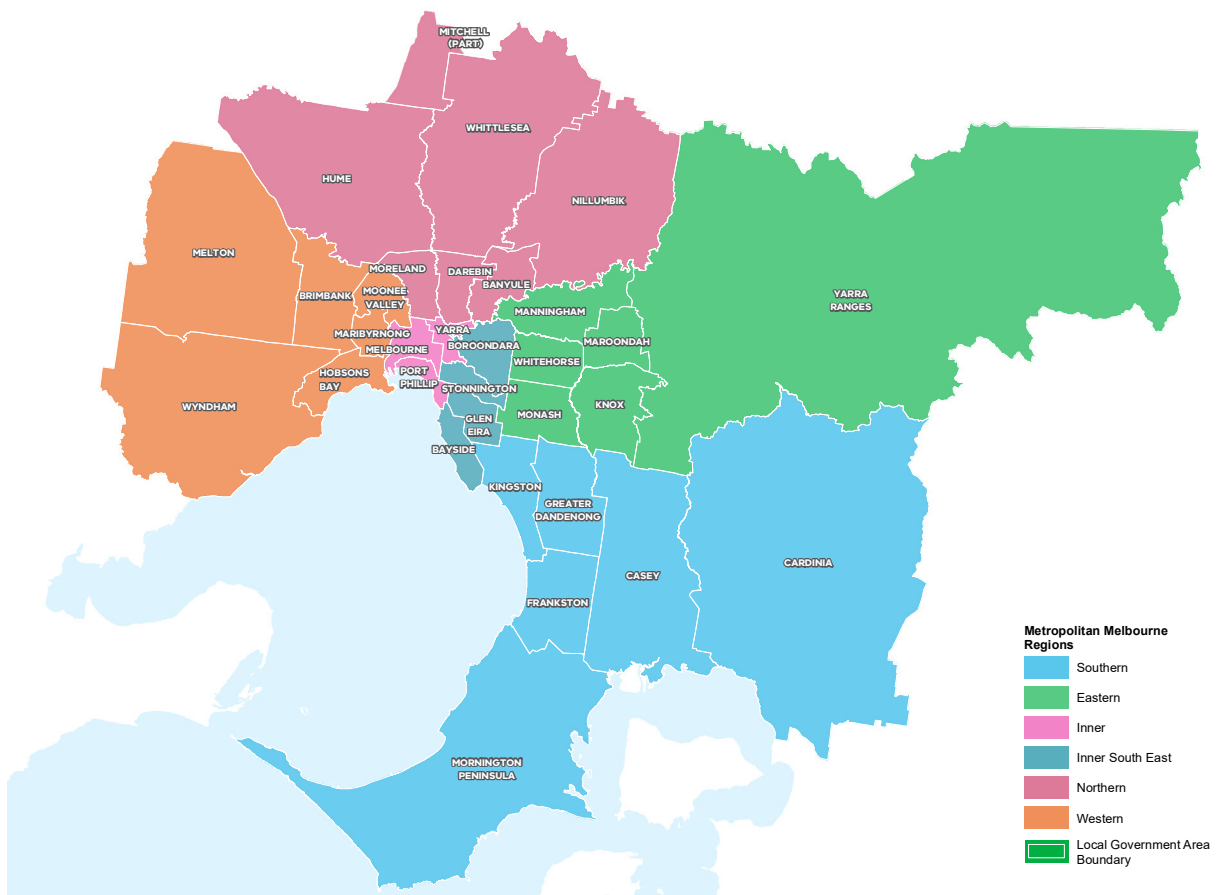 MITCHELL
(PART)
WHITTLESEA
HUME
NILLUMBIK
MELTON
MORELAND
DAREBIN
BANYULE
BRIMBANK
MOONEE
VALLEY
YARRA
RANGES
MANNINGHAM
MARIBYRNONG
YARRA
MELBOURNE
BOROONDARA
MAROONDAH
WHITEHORSE
HOBSONS
BAY
PORT
PHILLIP
STONNINGTON
WYNDHAM
KNOX
MONASH
GLEN
EIRA
BAYSIDE
KINGSTON
GREATER
DANDENONG
CASEY
CARDINIA
FRANKSTON
MORNINGTON
PENINSULA
Metropolitan Melbourne
Regions
Southern
Eastern
Inner
Inner South East
Northern
Western
Local Government Area
Boundary